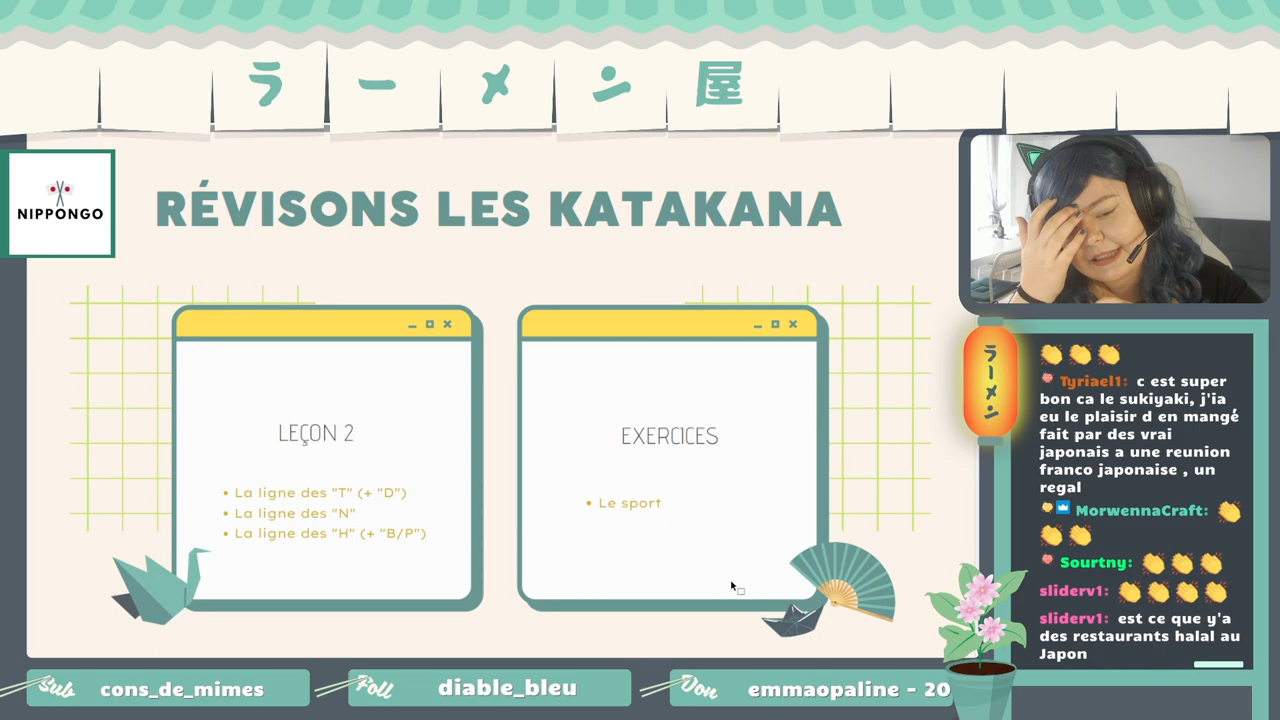 ラーメン屋
NIPPONGO
RÉVISONS LES KATAKANA
LEÇON 2
• La ligne des "T" (+ "D")
• La ligne des "N"
• La ligne des "H" (+ "B/P")
EXERCICES
• Le sport
ラーメン
👏 👏 👏
Tyriael1: c est super
bon ca le sukiyaki, j'ia
eu le plaisir d en mangé
fait par des vrai
japonais a une reunion
franco japonaise , un
regal
MorwennaCraft: 👏
👏 👏
Sourtny: 👏 👏 👏
sliderv1: 👏 👏 👏 👏
sliderv1: est ce que y'a
des restaurants halal au
Japon
Sub cons_de_mimes
Foll diable_bleu
Don emmaopaline - 20